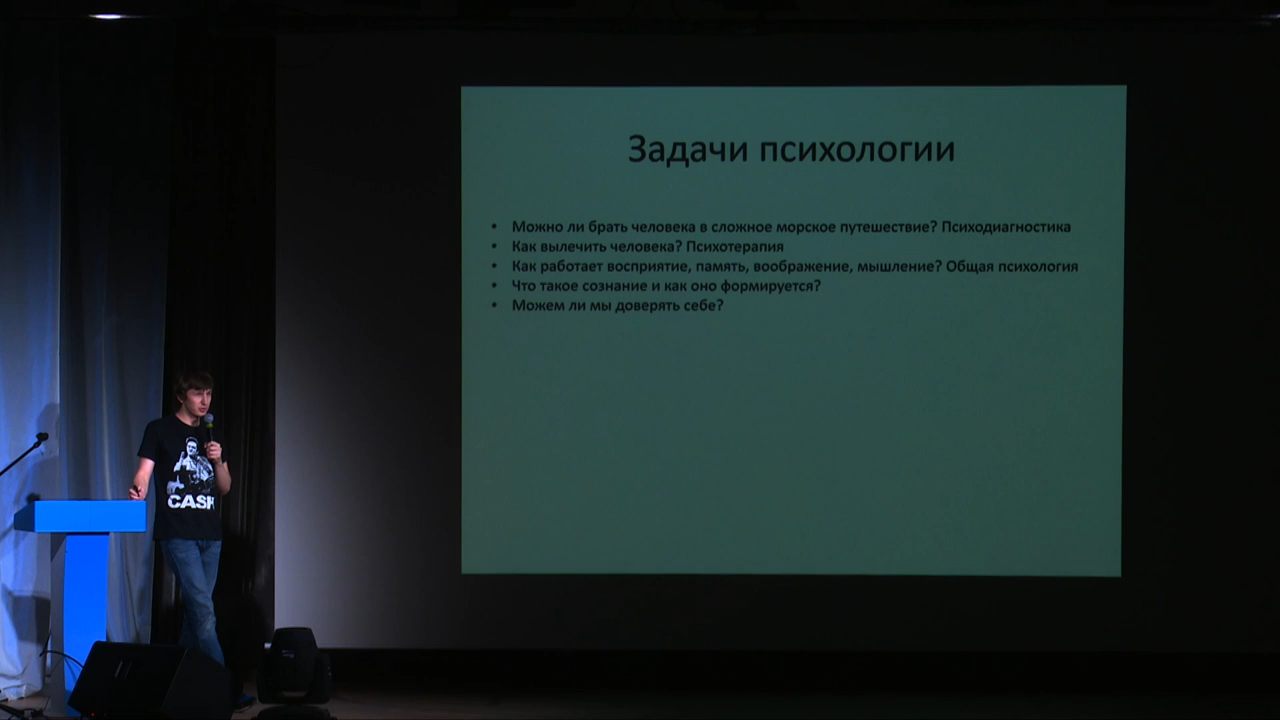 Задачи психологии
• Можно ли брать человека в сложное морское путешествие? Психодиагностика
• Как вылечить человека? Психотерапия
• Как работает восприятие, память, воображение, мышление? Общая психология
• Что такое сознание и как оно формируется?
• Можем ли мы доверять себе?
CASH